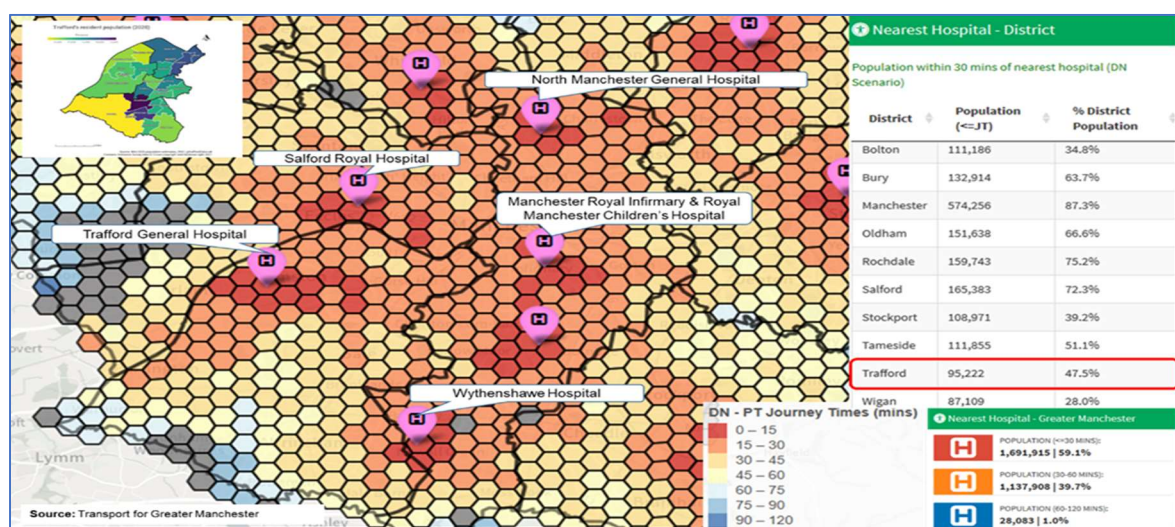 Trafford's resident population (2020)
North Manchester General Hospital
Salford Royal Hospital
Manchester Royal Infirmary & Royal
Manchester Children's Hospital
Trafford General Hospital
Wythenshawe Hospital
Lymm
Source: Transport for Greater Manchester
DN - PT Journey Times (mins)
0 – 15
15 – 30
30 – 45
45 – 60
60 – 75
75 – 90
90 – 120
Nearest Hospital - District
Population within 30 mins of nearest hospital (DN
Scenario)
District Population (<=JT) % District Population
Bolton 111,186 34.8%
Bury 132,914 63.7%
Manchester 574,256 87.3%
Oldham 151,638 66.6%
Rochdale 159,743 75.2%
Salford 165,383 72.3%
Stockport 108,971 39.2%
Tameside 111,855 51.1%
Trafford 95,222 47.5%
Wigan 87,109 28.0%
Nearest Hospital - Greater Manchester
POPULATION (<=30 MINS):
1,691,915 | 59.1%
POPULATION (30-60 MINS):
1,137,908 | 39.7%
POPULATION (60-120 MINS):
28,083 | 1.0%